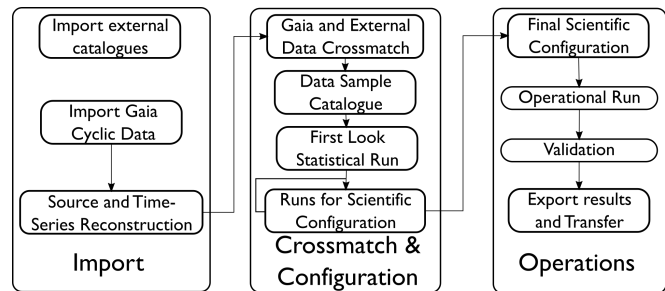 Import external
catalogues
Import Gaia
Cyclic Data
Source and Time-
Series Reconstruction
Import
Gaia and External
Data Crossmatch
Data Sample
Catalogue
First Look
Statistical Run
Runs for Scientific
Configuration
Crossmatch &
Configuration
Final Scientific
Configuration
Operational Run
Validation
Export results
and Transfer
Operations